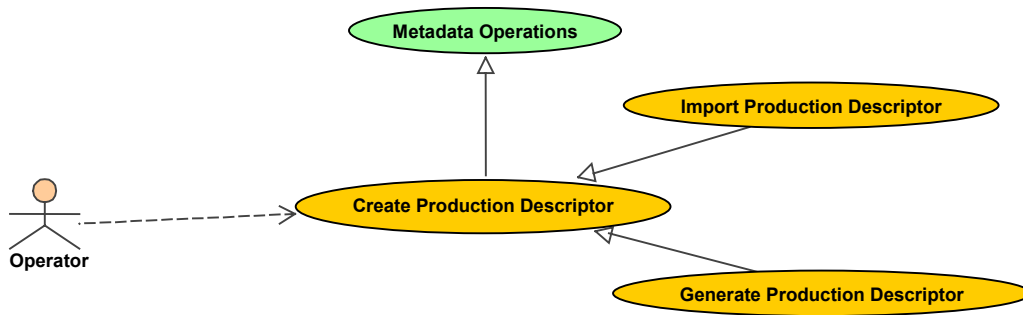 Metadata Operations
Import Production Descriptor
Create Production Descriptor
Operator
Generate Production Descriptor